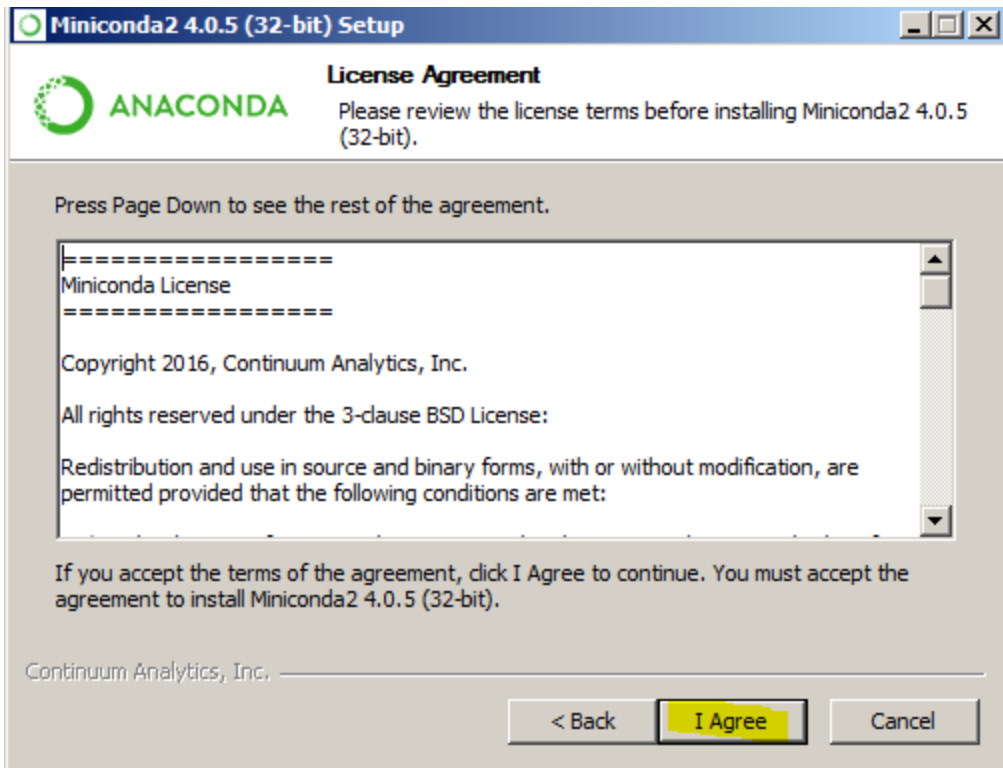 Miniconda2 4.0.5 (32-bit) Setup
ANACONDA
License Agreement
Please review the license terms before installing Miniconda2 4.0.5
(32-bit).
Press Page Down to see the rest of the agreement.
=================
Miniconda License
=================
Copyright 2016, Continuum Analytics, Inc.
All rights reserved under the 3-clause BSD License:
Redistribution and use in source and binary forms, with or without modification, are
permitted provided that the following conditions are met:
If you accept the terms of the agreement, click I Agree to continue. You must accept the
agreement to install Miniconda2 4.0.5 (32-bit).
Continuum Analytics, Inc.
< Back
I Agree
Cancel